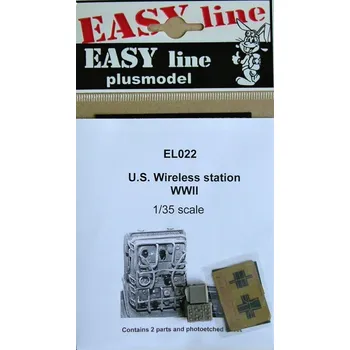 EASY line
EASY line
plusmodel
EL022
U.S. Wireless station
WWII
1/35 scale
Contains 2 parts and photoetched